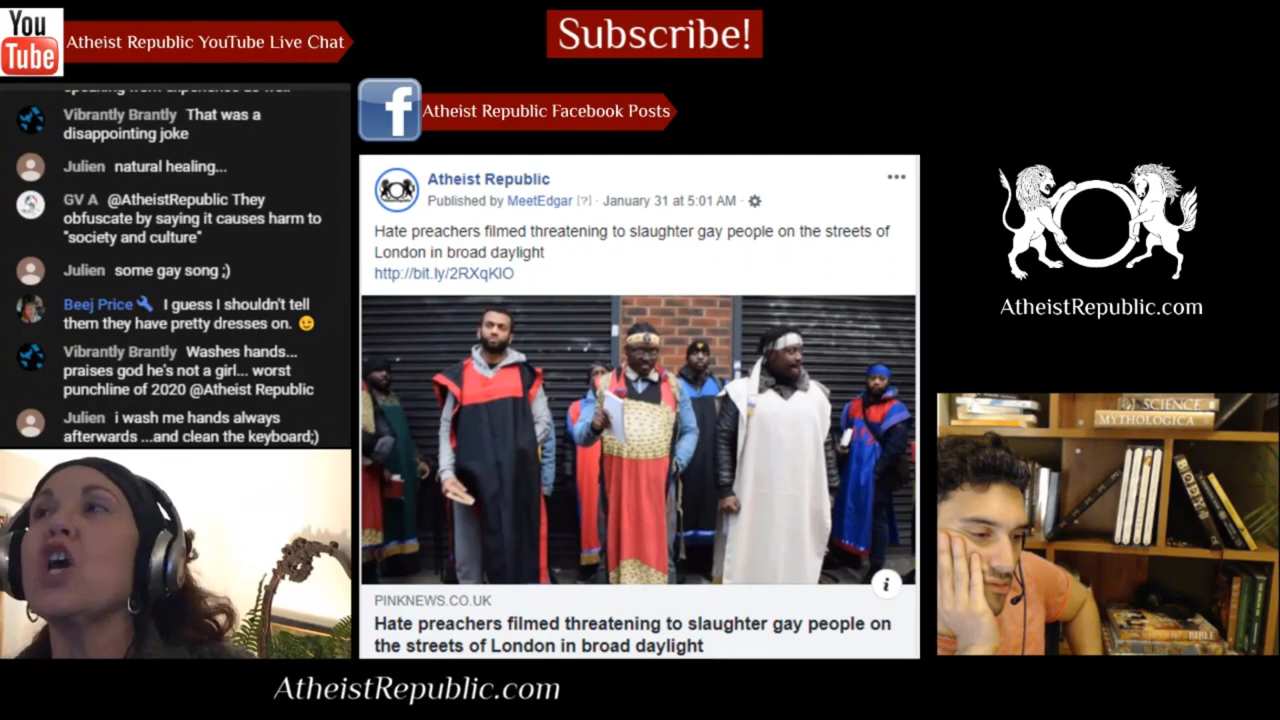 You
Tube
Atheist Republic YouTube Live Chat
Subscribe!
Vibrantly Brantly That was a
disappointing joke
Julien natural healing...
GV A @AtheistRepublic They
obfuscate by saying it causes harm to
"society and culture"
Julien some gay song ;)
Beej Price I guess I shouldn't tell
them they have pretty dresses on. 😉
Vibrantly Brantly Washes hands...
praises god he's not a girl... worst
punchline of 2020 @Atheist Republic
Julien i wash me hands always
afterwards ...and clean the keyboard;)
f
Atheist Republic Facebook Posts
Atheist Republic
Published by MeetEdgar [?] · January 31 at 5:01 AM ·
Hate preachers filmed threatening to slaughter gay people on the streets of
London in broad daylight
http://bit.ly/2RXqKlO
i
PINKNEWS.CO.UK
Hate preachers filmed threatening to slaughter gay people on
the streets of London in broad daylight
AtheistRepublic.com
SCIENCE
MYTHOLOGICA
BODY
BIBLE
AtheistRepublic.com